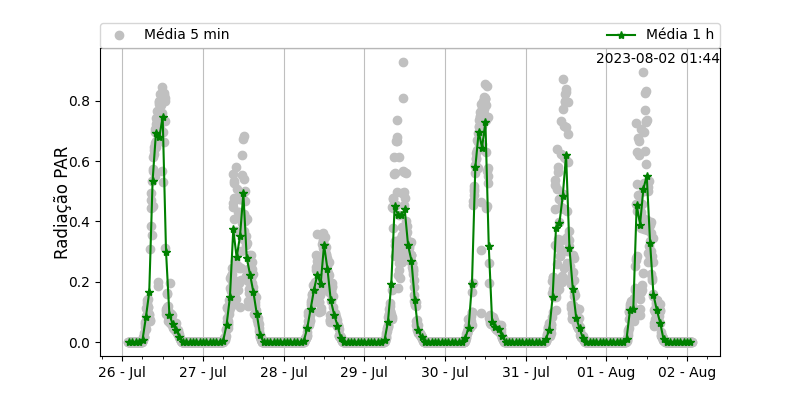 Média 5 min
Média 1 h
2023-08-02 01:44
Radiação PAR
0.8
0.6
0.4
0.2
0.0
26 - Jul
27 - Jul
28 - Jul
29 - Jul
30 - Jul
31 - Jul
01 - Aug
02 - Aug